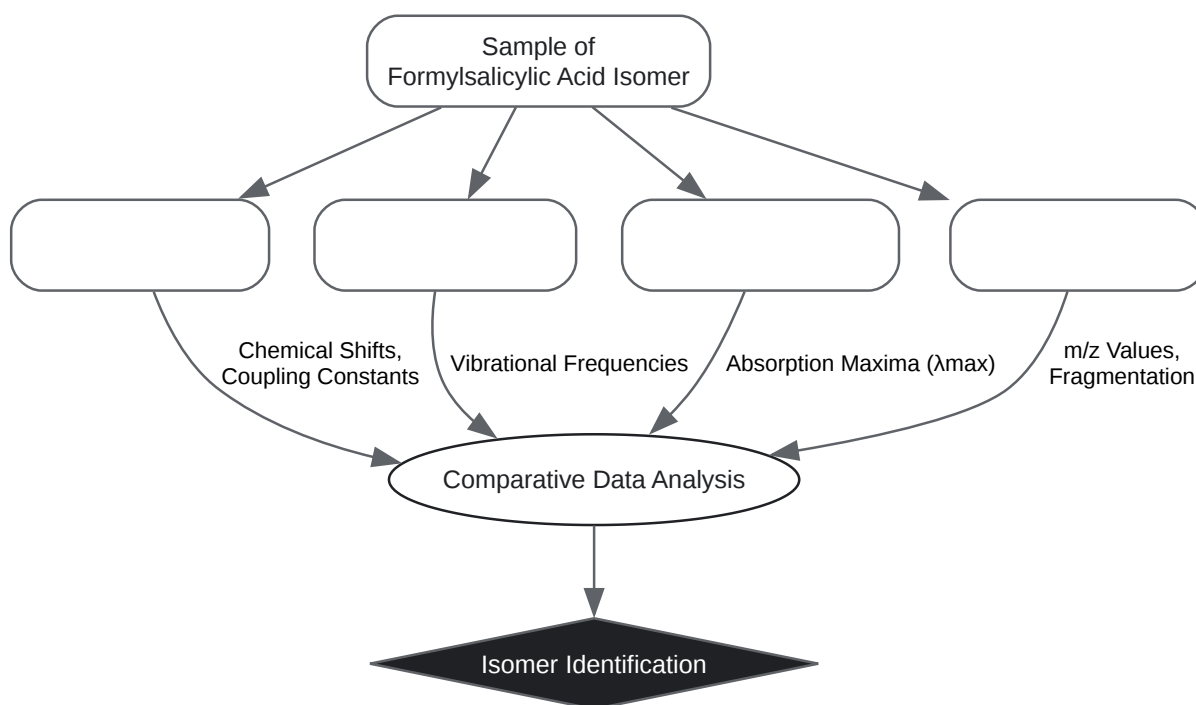 Sample of
Formylsalicylic Acid Isomer
Chemical Shifts,
Coupling Constants
Vibrational Frequencies
Absorption Maxima (λmax)
m/z Values,
Fragmentation
Comparative Data Analysis
Isomer Identification